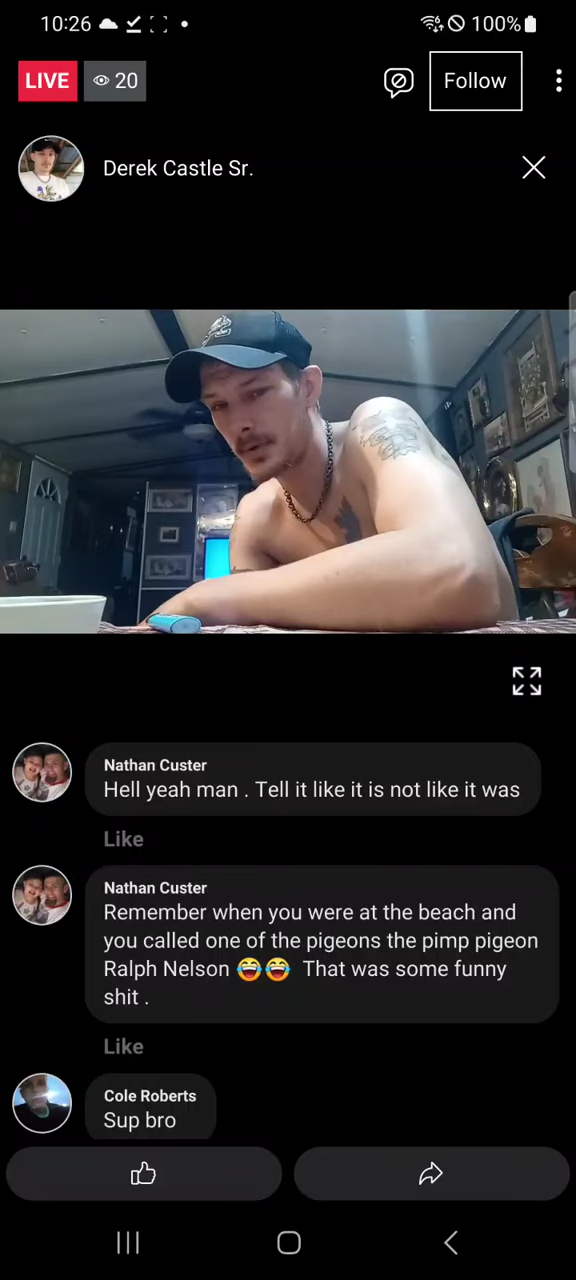 10:26
100%
LIVE
20
Follow
Derek Castle Sr.
Nathan Custer
Hell yeah man . Tell it like it is not like it was
Like
Nathan Custer
Remember when you were at the beach and
you called one of the pigeons the pimp pigeon
Ralph Nelson 😂😂 That was some funny
shit .
Like
Cole Roberts
Sup bro